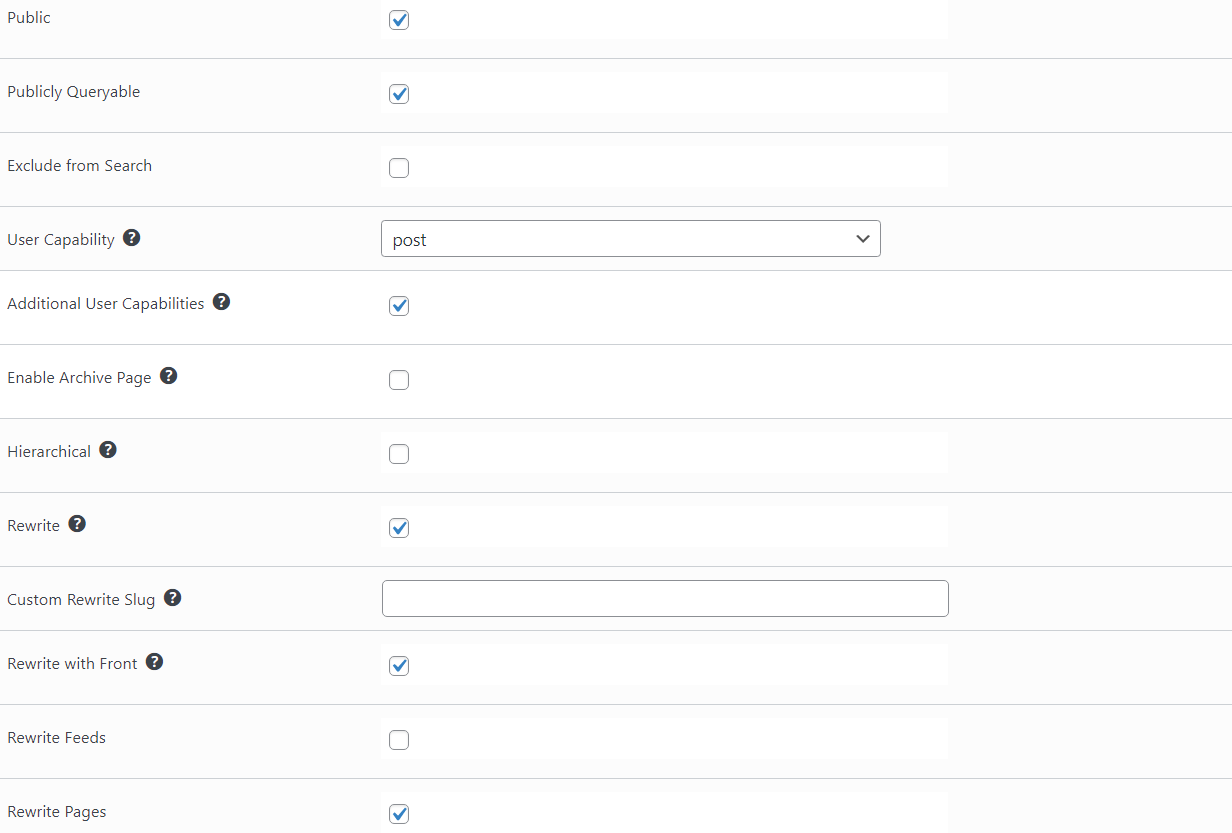 Public
Publicly Queryable
Exclude from Search
User Capability ?
post
Additional User Capabilities ?
Enable Archive Page ?
Hierarchical ?
Rewrite ?
Custom Rewrite Slug ?
Rewrite with Front ?
Rewrite Feeds
Rewrite Pages